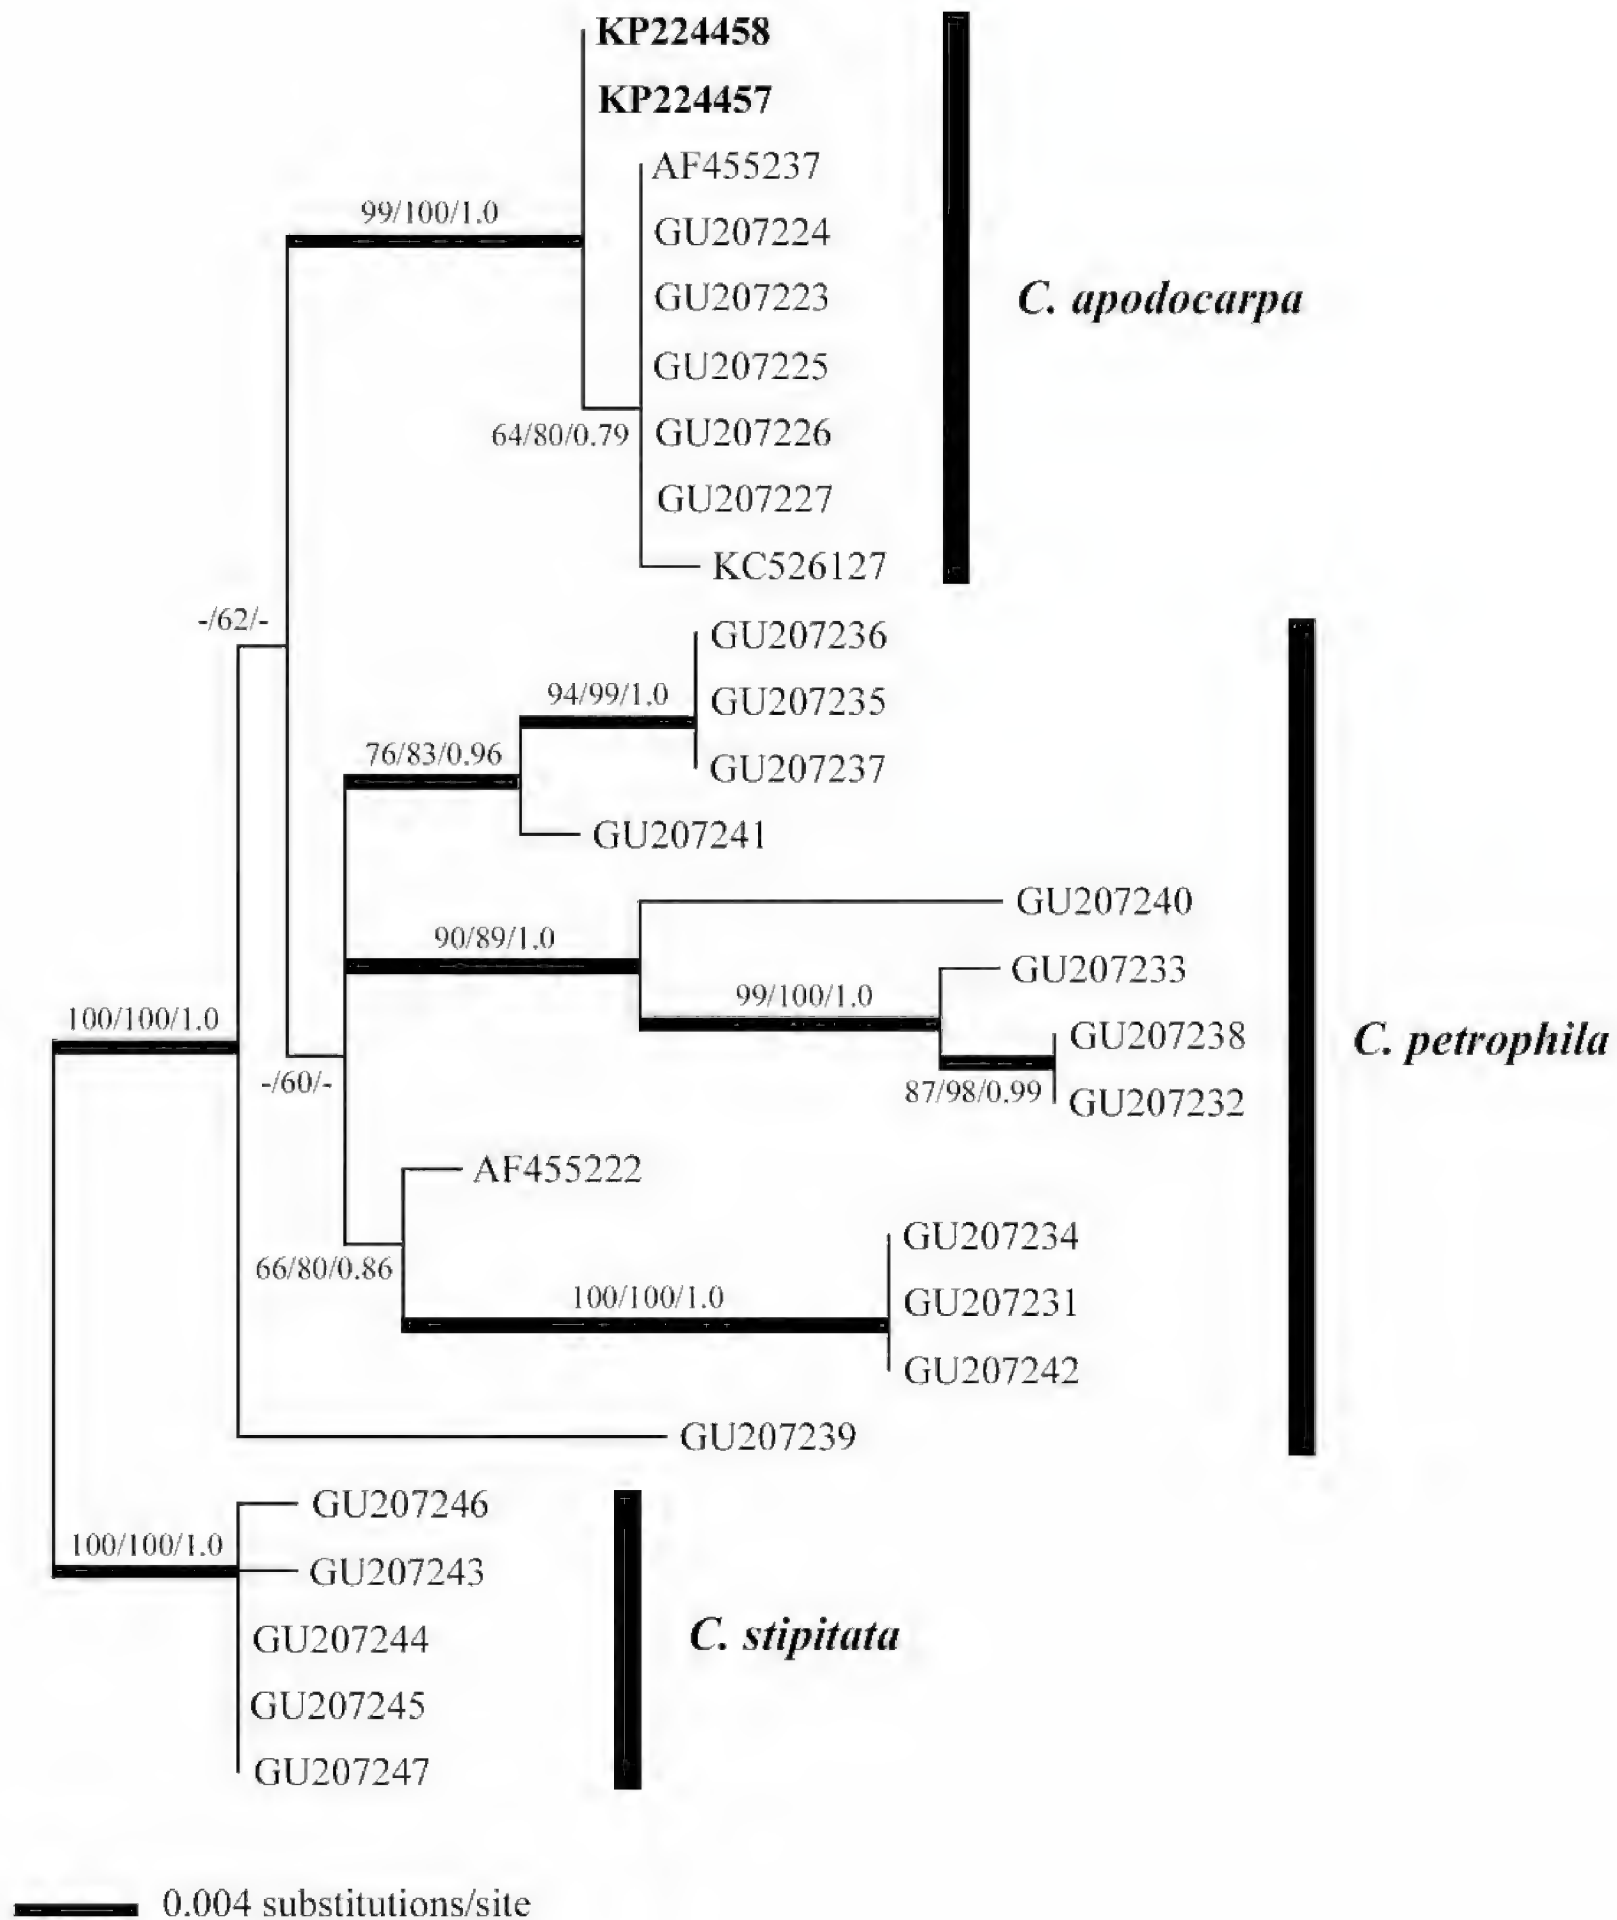 KP224458
KP224457
AF455237
99/100/1.0
GU207224
GU207223
C. apodocarpa
GU207225
64/80/0.79
GU207226
GU207227
KC526127
-/62/-
GU207236
94/99/1.0
GU207235
76/83/0.96
GU207237
GU207241
GU207240
90/89/1.0
GU207233
99/100/1.0
100/100/1.0
GU207238
C. petrophila
-/60/-
87/98/0.99
GU207232
AF455222
GU207234
66/80/0.86
100/100/1.0
GU207231
GU207242
GU207239
GU207246
100/100/1.0
GU207243
GU207244
C. stipitata
GU207245
GU207247
0.004 substitutions/site